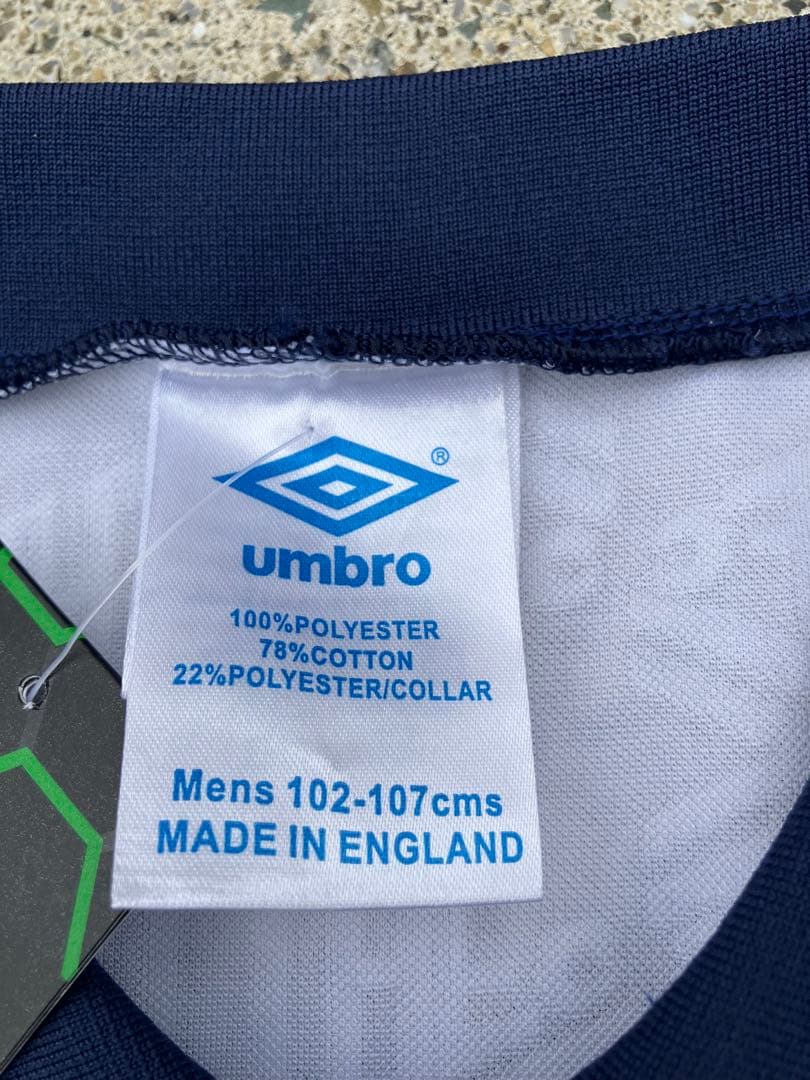 ®
umbro
100%POLYESTER
78%COTTON
22%POLYESTER/COLLAR
Mens 102-107cms
MADE IN ENGLAND